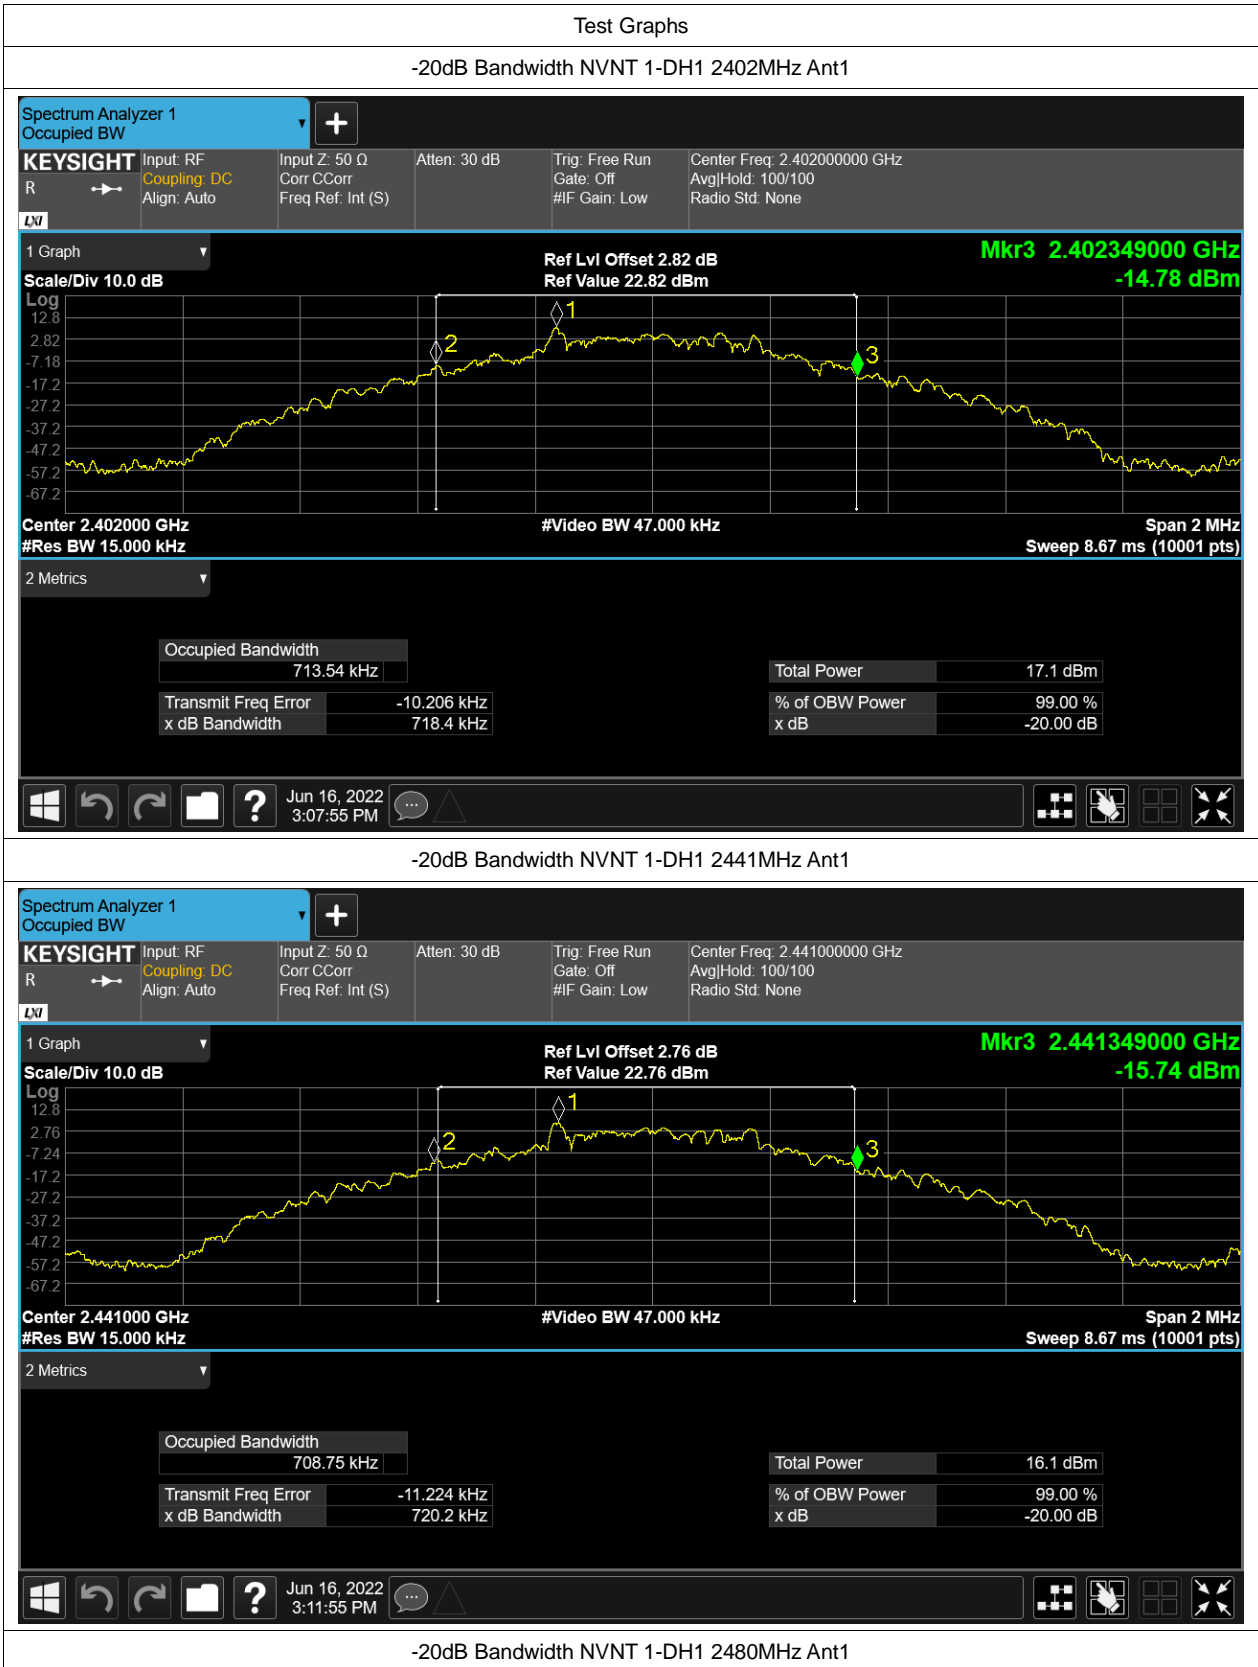 Test Graphs
-20dB Bandwidth NVNT 1-DH1 2402MHz Ant1
Spectrum Analyzer 1
Occupied BW
KEYSIGHT Input: RF Input Z: 50 Ω Atten: 30 dB Trig: Free Run Center Freq: 2.402000000 GHz
R Coupling: DC Corr CCorr Gate: Off Avg|Hold: 100/100
Align: Auto Freq Ref: Int (S) #IF Gain: Low Radio Std: None
LXI
1 Graph
Ref Lvl Offset 2.82 dB
Mkr3 2.402349000 GHz
Scale/Div 10.0 dB
Ref Value 22.82 dBm
-14.78 dBm
Log
12.8
2.82
-7.18
-17.2
-27.2
-37.2
-47.2
-57.2
-67.2
1
2
3
Center 2.402000 GHz #Video BW 47.000 kHz Span 2 MHz
#Res BW 15.000 kHz Sweep 8.67 ms (10001 pts)
2 Metrics
Occupied Bandwidth
713.54 kHz
Total Power 17.1 dBm
Transmit Freq Error -10.206 kHz % of OBW Power 99.00 %
x dB Bandwidth 718.4 kHz x dB -20.00 dB
? Jun 16, 2022
3:07:55 PM
-20dB Bandwidth NVNT 1-DH1 2441MHz Ant1
Spectrum Analyzer 1
Occupied BW
KEYSIGHT Input: RF Input Z: 50 Ω Atten: 30 dB Trig: Free Run Center Freq: 2.441000000 GHz
R Coupling: DC Corr CCorr Gate: Off Avg|Hold: 100/100
Align: Auto Freq Ref: Int (S) #IF Gain: Low Radio Std: None
LXI
1 Graph
Ref Lvl Offset 2.76 dB
Mkr3 2.441349000 GHz
Scale/Div 10.0 dB
Ref Value 22.76 dBm
-15.74 dBm
Log
12.8
2.76
-7.24
-17.2
-27.2
-37.2
-47.2
-57.2
-67.2
1
2
3
Center 2.441000 GHz #Video BW 47.000 kHz Span 2 MHz
#Res BW 15.000 kHz Sweep 8.67 ms (10001 pts)
2 Metrics
Occupied Bandwidth
708.75 kHz
Total Power 16.1 dBm
Transmit Freq Error -11.224 kHz % of OBW Power 99.00 %
x dB Bandwidth 720.2 kHz x dB -20.00 dB
? Jun 16, 2022
3:11:55 PM
-20dB Bandwidth NVNT 1-DH1 2480MHz Ant1